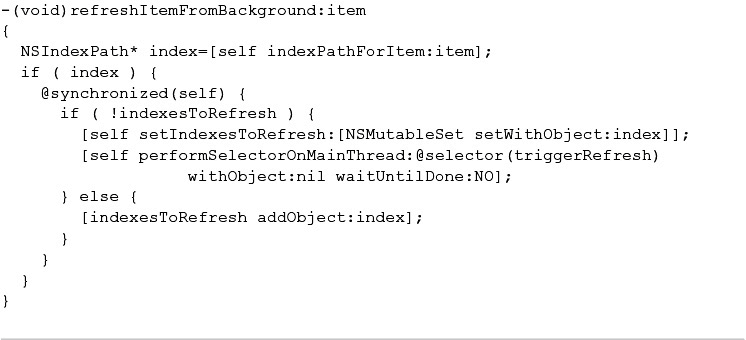 -(void)refreshItemFromBackground:item
{
  NSIndexPath* index=[self indexPathForItem:item];
  if ( index ) {
    @synchronized(self) {
      if ( !indexesToRefresh ) {
        [self setIndexesToRefresh:[NSMutableSet setWithObject:index]];
        [self performSelectorOnMainThread:@selector(triggerRefresh)
                   withObject:nil waitUntilDone:NO];
      } else {
        [indexesToRefresh addObject:index];
      }
    }
  }
}